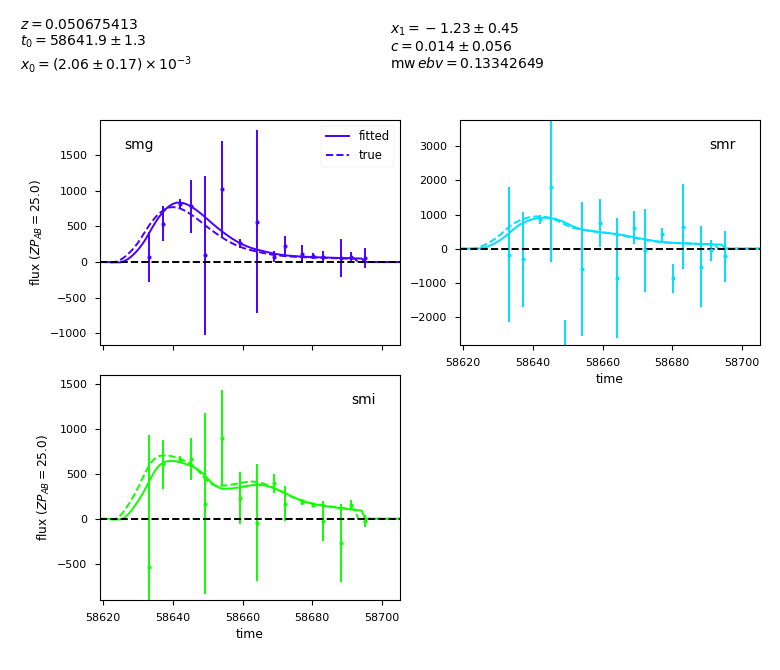 z = 0.050675413
t₀ = 58641.9 ± 1.3
x₀ = (2.06 ± 0.17) × 10⁻³
x₁ = −1.23 ± 0.45
c = 0.014 ± 0.056
mwebv = 0.13342649
smg
fitted
true
1500
1000
500
0
−500
−1000
flux (ZP_AB = 25.0)
smr
3000
2000
1000
0
−1000
−2000
58620 58640 58660 58680 58700
time
smi
1500
1000
500
0
−500
flux (ZP_AB = 25.0)
58620 58640 58660 58680 58700
time